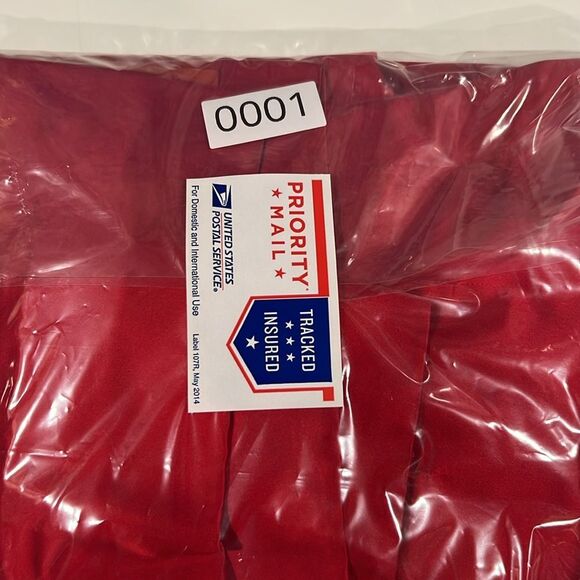 0001
PRIORITY
★ MAIL ★
TRACKED
★ ★ ★
INSURED
UNITED STATES
POSTAL SERVICE®
For Domestic and International Use
Label 107R, May 2014